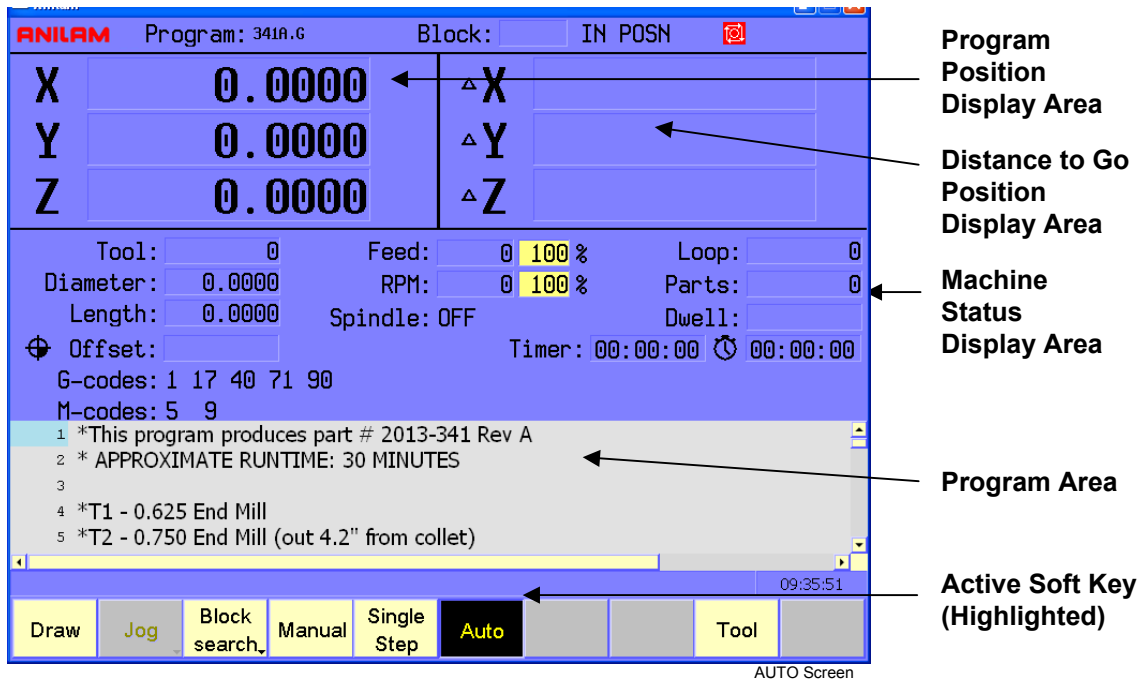 ANILAM Program: 341A.G Block: IN POSN
X 0.0000 △X
Y 0.0000 △Y
Z 0.0000 △Z
Tool: 0 Feed: 0 100 % Loop: 0
Diameter: 0.0000 RPM: 0 100 % Parts: 0
Length: 0.0000 Spindle: OFF Dwell:
Offset: Timer: 00:00:00 00:00:00
G-codes: 1 17 40 71 90
M-codes: 5 9
1 *This program produces part # 2013-341 Rev A
2 * APPROXIMATE RUNTIME: 30 MINUTES
3
4 *T1 - 0.625 End Mill
5 *T2 - 0.750 End Mill (out 4.2" from collet)
09:35:51
Draw Jog Block search Manual Single Step Auto Tool
AUTO Screen
Program
Position
Display Area
Distance to Go
Position
Display Area
Machine
Status
Display Area
Program Area
Active Soft Key
(Highlighted)